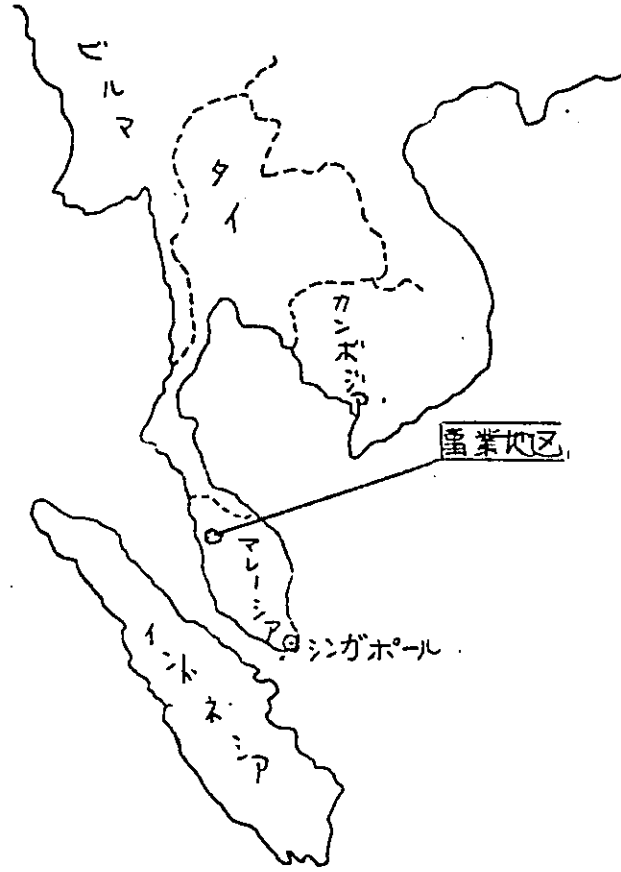 ビルマ
タイ
カンボジア
事業地区
マレーシア
シンガポール
インドネシア